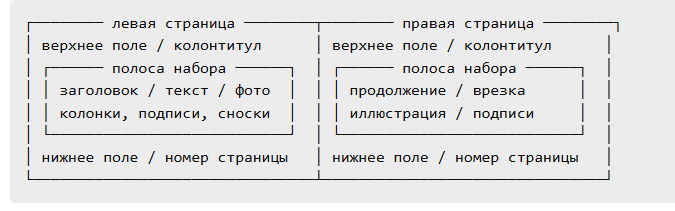 левая страница правая страница
верхнее поле / колонтитул верхнее поле / колонтитул
полоса набора полоса набора
заголовок / текст / фото продолжение / врезка
колонки, подписи, сноски иллюстрация / подписи
нижнее поле / номер страницы нижнее поле / номер страницы